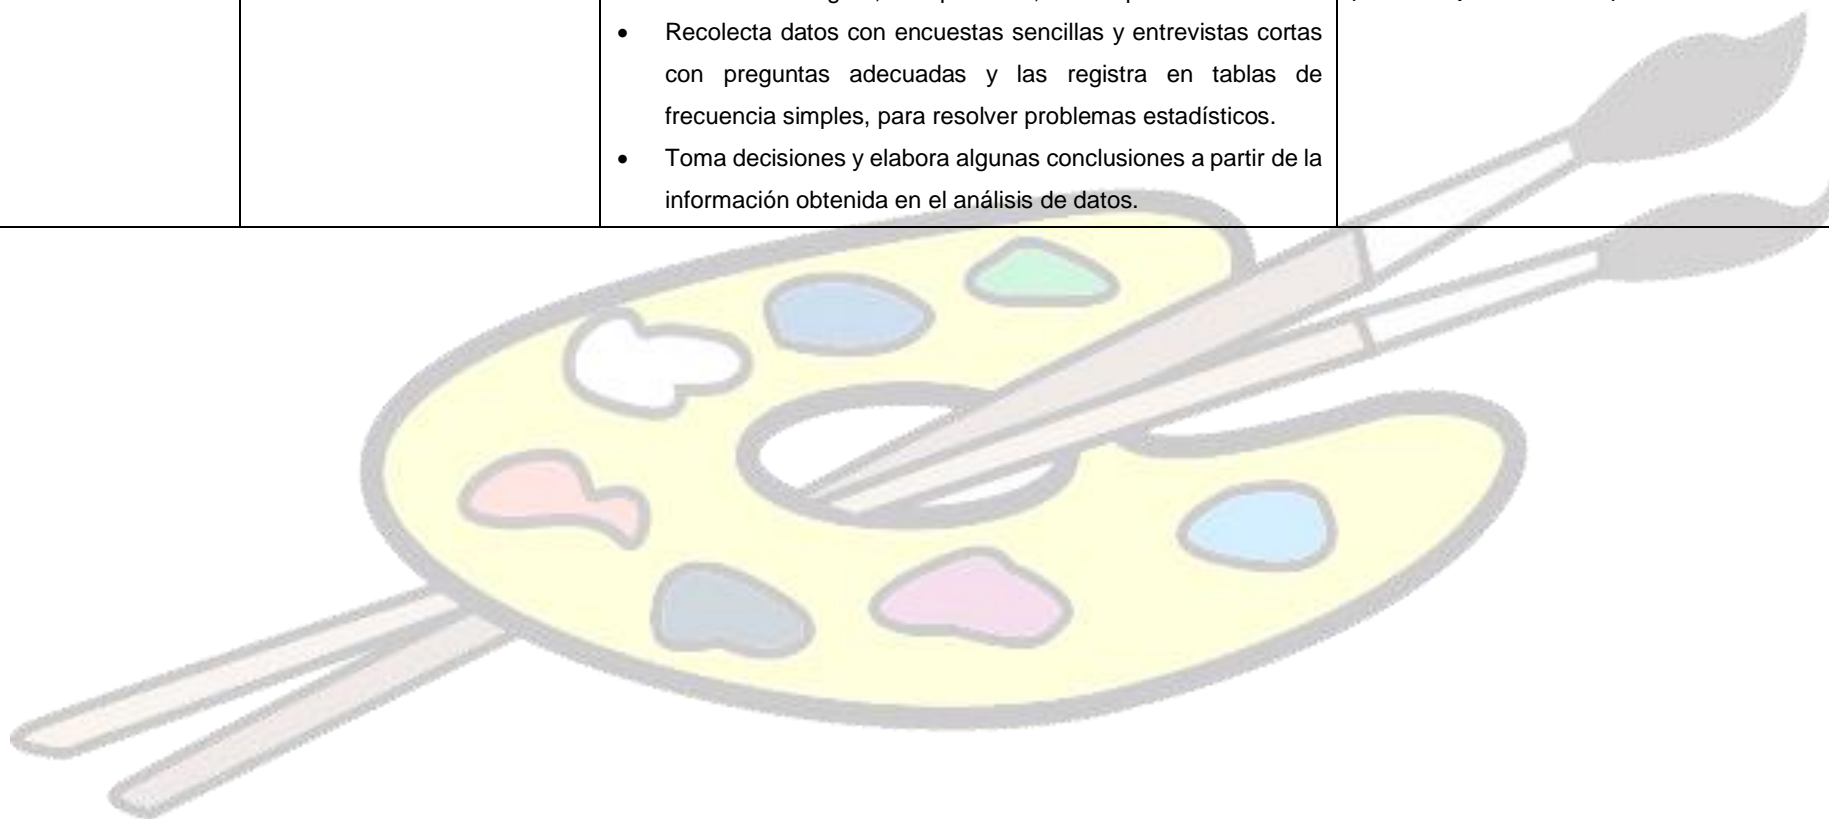 • Recolecta datos con encuestas sencillas y entrevistas cortas
con preguntas adecuadas y las registra en tablas de
frecuencia simples, para resolver problemas estadísticos.
• Toma decisiones y elabora algunas conclusiones a partir de la
información obtenida en el análisis de datos.